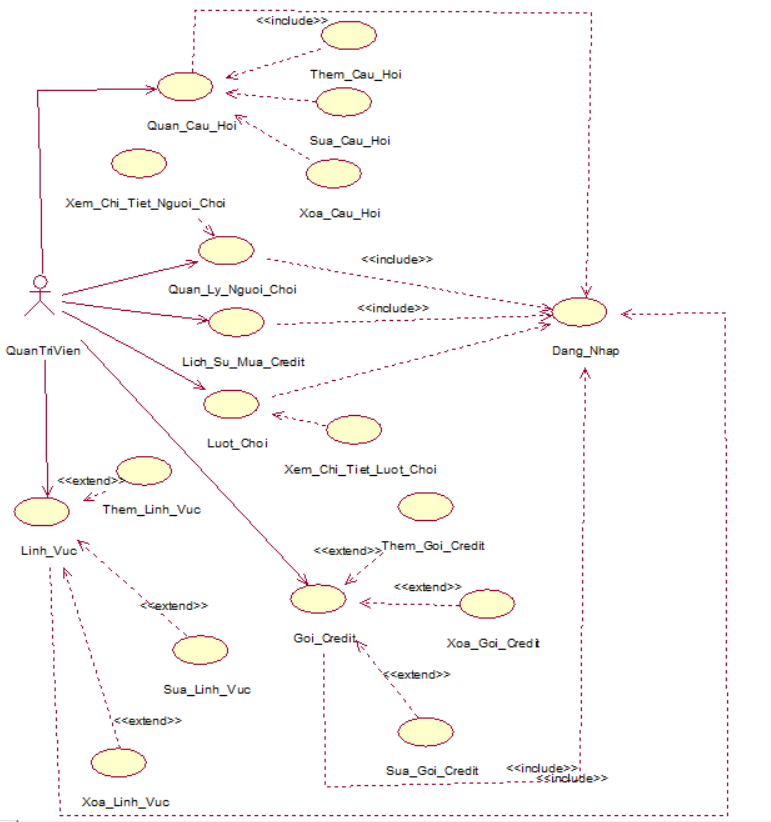 <<include>>
Them_Cau_Hoi
Quan_Cau_Hoi
Sua_Cau_Hoi
Xem_Chi_Tiet_Nguoi_Choi
Xoa_Cau_Hoi
<<include>>
Quan_Ly_Nguoi_Choi
<<include>>
QuanTriVien
Dang_Nhap
Lich_Su_Mua_Credit
Luot_Choi
Xem_Chi_Tiet_Luot_Choi
<<extend>>
Them_Linh_Vuc
Linh_Vuc
<<extend>>
Them_Goi_Credit
<<extend>>
<<extend>>
Goi_Credit
Xoa_Goi_Credit
<<extend>>
Sua_Linh_Vuc
<<extend>>
Sua_Goi_Credit
<<include>>
<<include>>
Xoa_Linh_Vuc